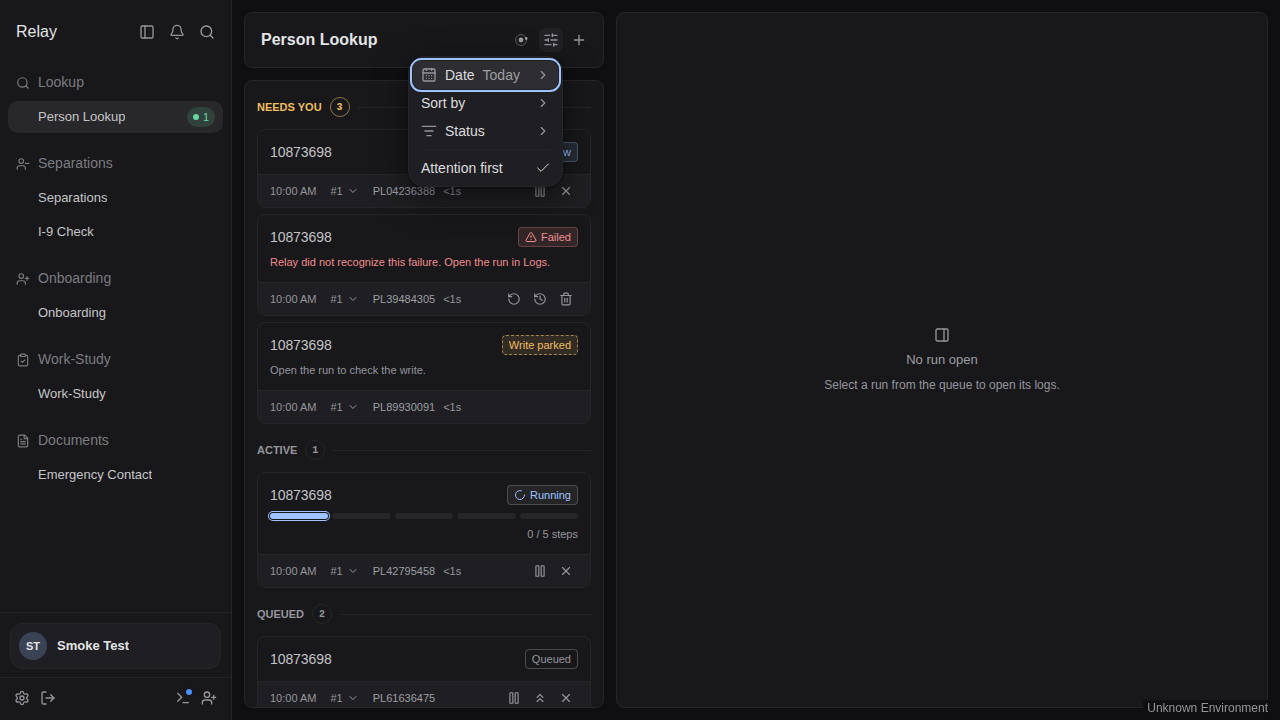 Relay
Lookup
Person Lookup
1
Separations
Separations
I-9 Check
Onboarding
Onboarding
Work-Study
Work-Study
Documents
Emergency Contact
ST
Smoke Test
Person Lookup
Date Today
Sort by
Status
Attention first
NEEDS YOU 3
10873698
w
10:00 AM #1 PL04236388 <1s
10873698
Failed
Relay did not recognize this failure. Open the run in Logs.
10:00 AM #1 PL39484305 <1s
10873698
Write parked
Open the run to check the write.
10:00 AM #1 PL89930091 <1s
ACTIVE 1
10873698
Running
0 / 5 steps
10:00 AM #1 PL42795458 <1s
QUEUED 2
10873698
Queued
10:00 AM #1 PL61636475
No run open
Select a run from the queue to open its logs.
Unknown Environment